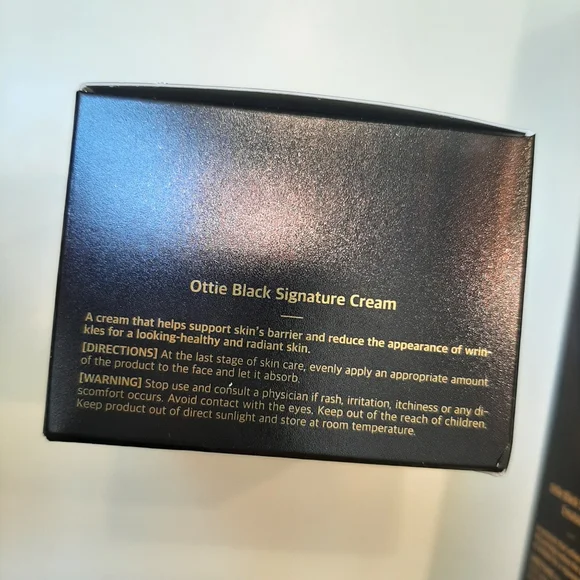 Ottie Black Signature Cream
A cream that helps support skin's barrier and reduce the appearance of wrin-
kles for a looking-healthy and radiant skin.
[DIRECTIONS] At the last stage of skin care, evenly apply an appropriate amount
of the product to the face and let it absorb.
[WARNING] Stop use and consult a physician if rash, irritation, itchiness or any di-
scomfort occurs. Avoid contact with the eyes. Keep out of the reach of children.
Keep product out of direct sunlight and store at room temperature.